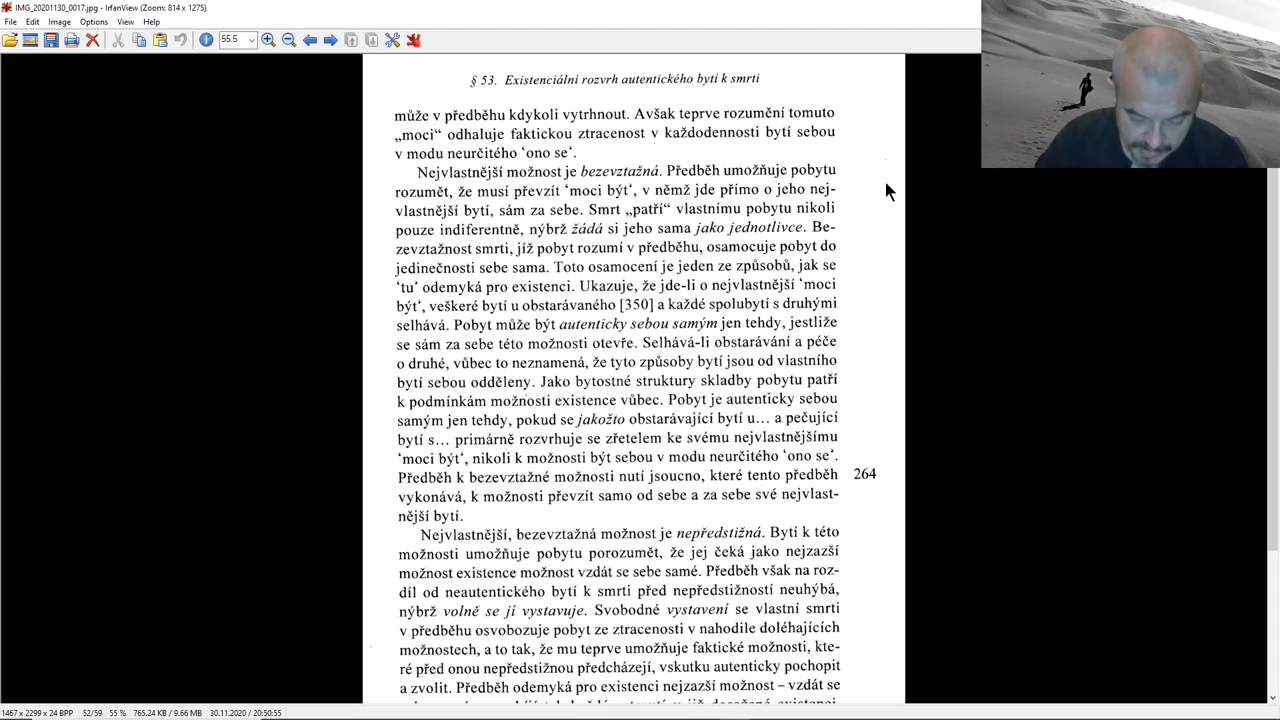 IMG_20201130_0017.jpg - IrfanView (Zoom: 814 x 1275)
File Edit Image Options View Help
55.5
§ 53. Existenciální rozvrh autentického bytí k smrti
může v předběhu kdykoli vytrhnout. Avšak teprve rozumění tomuto
„moci“ odhaluje faktickou ztracenost v každodennosti bytí sebou
v modu neurčitého ‘ono se’.
Nejvlastnější možnost je bezevztažná. Předběh umožňuje pobytu
rozumět, že musí převzít ‘moci být’, v němž jde přímo o jeho nej-
vlastnější bytí, sám za sebe. Smrt „patří“ vlastnímu pobytu nikoli
pouze indiferentně, nýbrž žádá si jeho sama jako jednotlivce. Be-
zevztažnost smrti, jíž pobyt rozumí v předběhu, osamocuje pobyt do
jedinečnosti sebe sama. Toto osamocení je jeden ze způsobů, jak se
‘tu’ odemyká pro existenci. Ukazuje, že jde-li o nejvlastnější ‘moci
být’, veškeré bytí u obstarávaného [350] a každé spolubytí s druhými
selhává. Pobyt může být autenticky sebou samým jen tehdy, jestliže
se sám za sebe této možnosti otevře. Selhává-li obstarávání a péče
o druhé, vůbec to neznamená, že tyto způsoby bytí jsou od vlastního
bytí sebou odděleny. Jako bytostné struktury skladby pobytu patří
k podmínkám možnosti existence vůbec. Pobyt je autenticky sebou
samým jen tehdy, pokud se jakožto obstarávající bytí u… a pečující
bytí s… primárně rozvrhuje se zřetelem ke svému nejvlastnějšímu
‘moci být’, nikoli k možnosti být sebou v modu neurčitého ‘ono se’.
Předběh k bezevztažné možnosti nutí jsoucno, které tento předběh 264
vykonává, k možnosti převzít samo od sebe a za sebe své nejvlast-
nější bytí.
Nejvlastnější, bezevztažná možnost je nepředstižná. Bytí k této
možnosti umožňuje pobytu porozumět, že jej čeká jako nejzazší
možnost existence možnost vzdát se sebe samé. Předběh však na roz-
díl od neautentického bytí k smrti před nepředstižností neuhýbá,
nýbrž volně se jí vystavuje. Svobodné vystavení se vlastní smrti
v předběhu osvobozuje pobyt ze ztracenosti v nahodile doléhajících
možnostech, a to tak, že mu teprve umožňuje faktické možnosti, kte-
ré před onou nepředstižnou předcházejí, vskutku autenticky pochopit
a zvolit. Předběh odemyká pro existenci nejzazší možnost – vzdát se
1467 x 2299 x 24 BPP 52/59 55 % 765.24 KB / 9.66 MB 30.11.2020 / 20:50:55